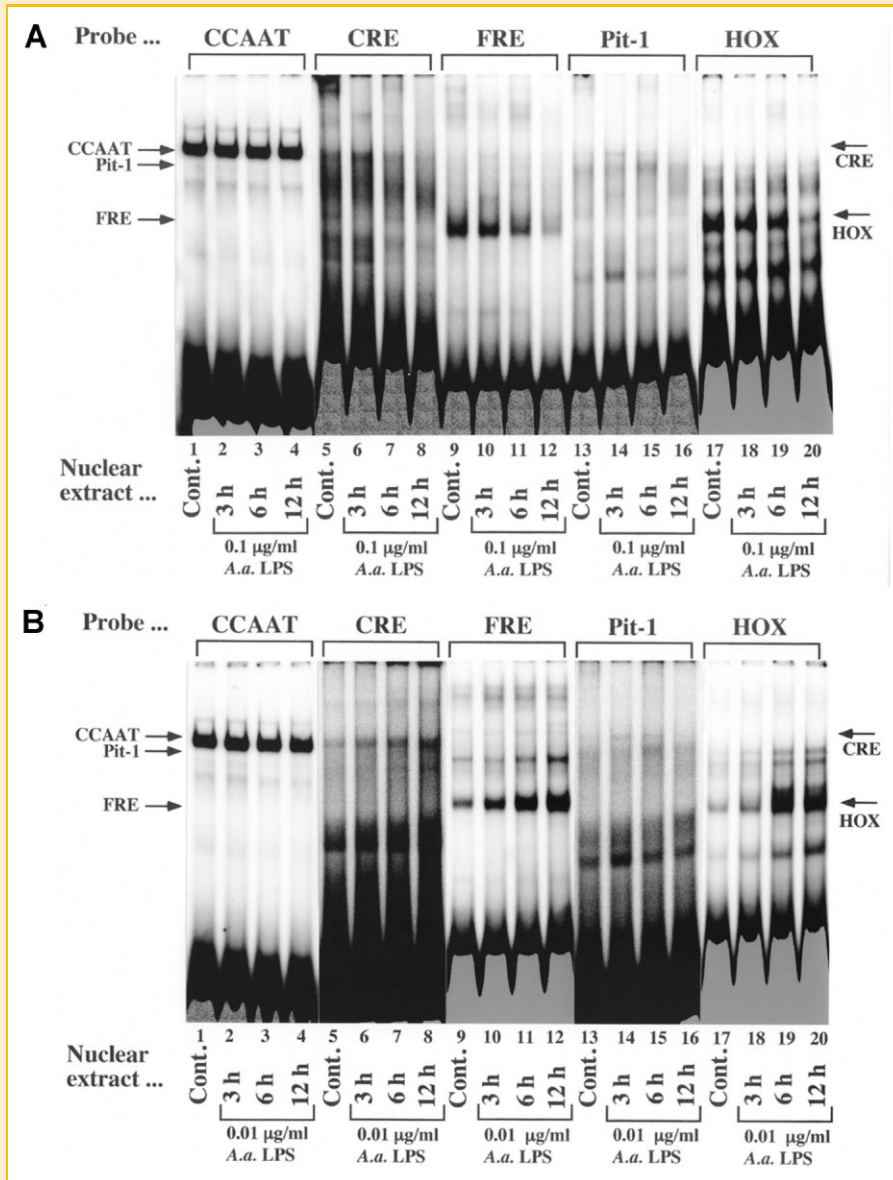 A
Probe ... CCAAT CRE FRE Pit-1 HOX
CCAAT
Pit-1
FRE
CRE
HOX
1 2 3 4 5 6 7 8 9 10 11 12 13 14 15 16 17 18 19 20
Nuclear
extract ...
Cont. 3 h 6 h 12 h Cont. 3 h 6 h 12 h Cont. 3 h 6 h 12 h Cont. 3 h 6 h 12 h Cont. 3 h 6 h 12 h
0.1 µg/ml 0.1 µg/ml 0.1 µg/ml 0.1 µg/ml 0.1 µg/ml
A.a. LPS A.a. LPS A.a. LPS A.a. LPS A.a. LPS
B
Probe ... CCAAT CRE FRE Pit-1 HOX
CCAAT
Pit-1
FRE
CRE
HOX
1 2 3 4 5 6 7 8 9 10 11 12 13 14 15 16 17 18 19 20
Nuclear
extract ...
Cont. 3 h 6 h 12 h Cont. 3 h 6 h 12 h Cont. 3 h 6 h 12 h Cont. 3 h 6 h 12 h Cont. 3 h 6 h 12 h
0.01 µg/ml 0.01 µg/ml 0.01 µg/ml 0.01 µg/ml 0.01 µg/ml
A.a. LPS A.a. LPS A.a. LPS A.a. LPS A.a. LPS